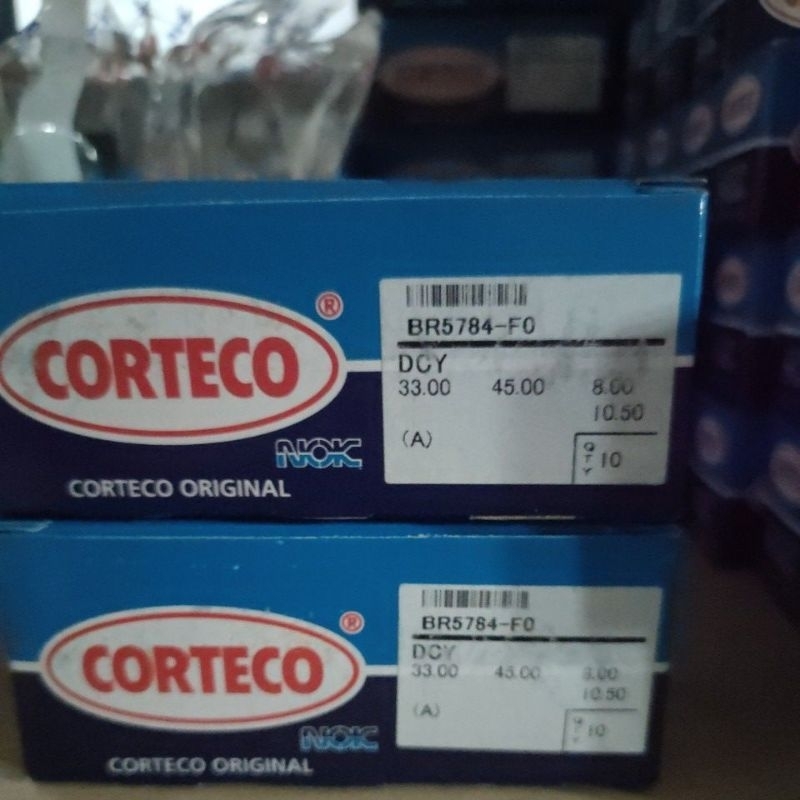 CORTECO
®
NOK
CORTECO ORIGINAL
BR5784-F0
DCY
33.00 45.00 8.00
10.50
(A)
QTY 10
CORTECO
®
NOK
CORTECO ORIGINAL
BR5784-F0
DCY
33.00 45.00 8.00
10.50
(A)
QTY 10